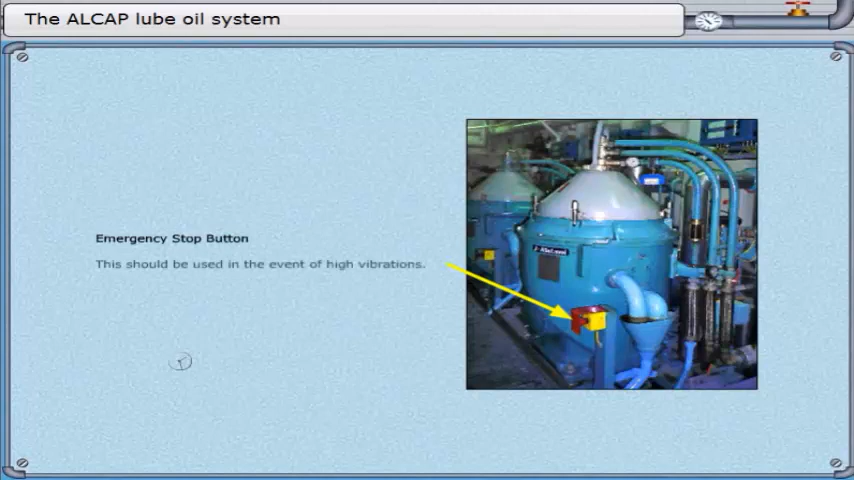 The ALCAP lube oil system
Emergency Stop Button
This should be used in the event of high vibrations.